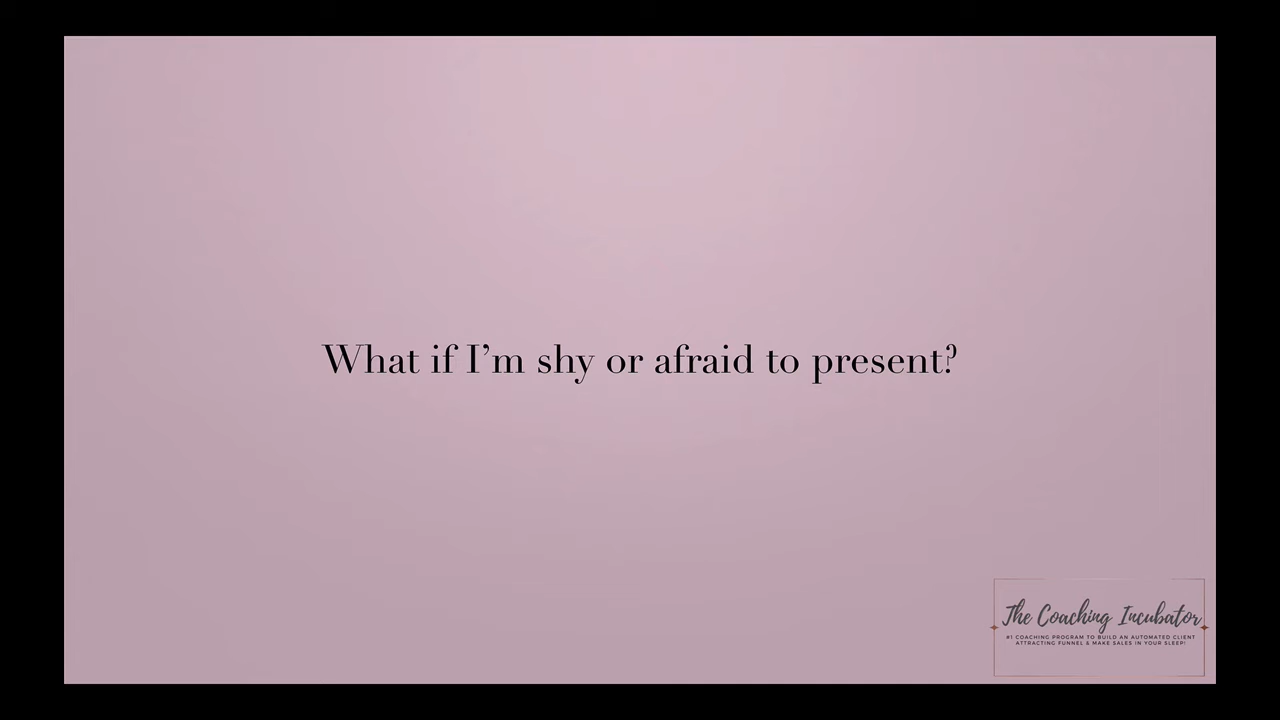 What if I'm shy or afraid to present?
The Coaching Incubator
#1 COACHING PROGRAM TO BUILD AN AUTOMATED CLIENT
ATTRACTING FUNNEL & MAKE SALES IN YOUR SLEEP!